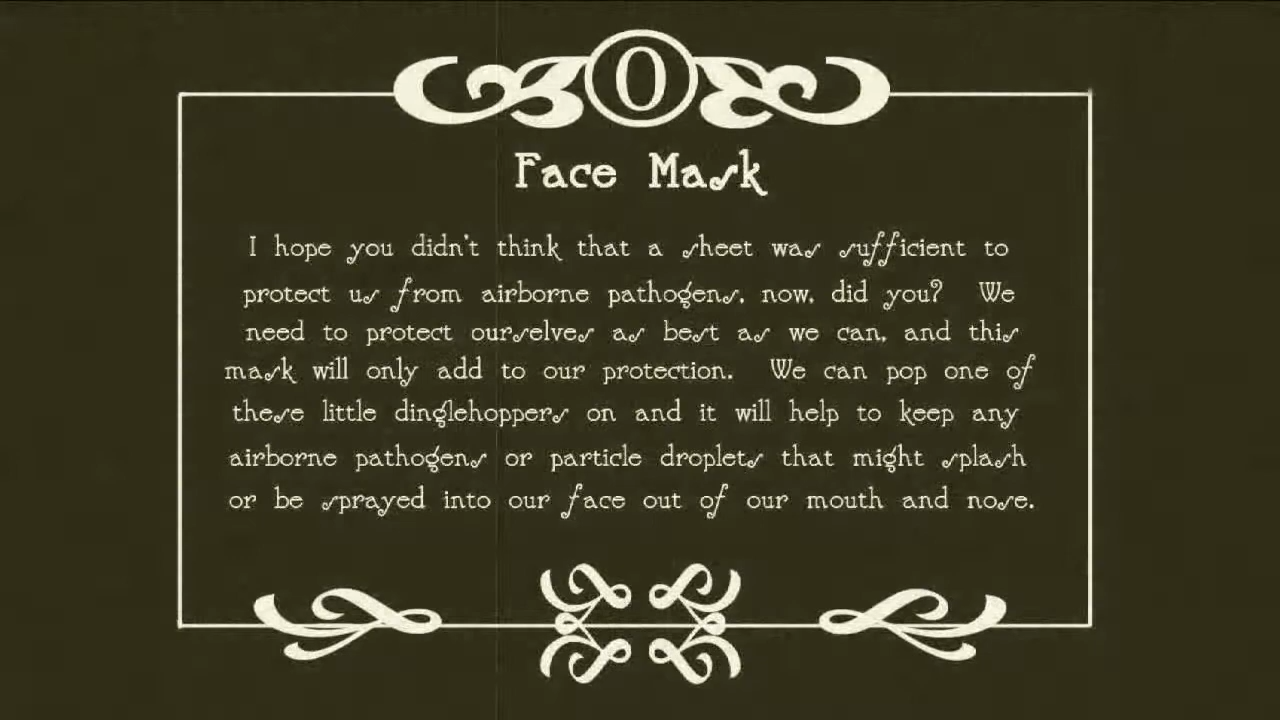 O
Face Mask
I hope you didn't think that a sheet was sufficient to
protect us from airborne pathogens, now, did you? We
need to protect ourselves as best as we can, and this
mask will only add to our protection. We can pop one of
these little dinglehoppers on and it will help to keep any
airborne pathogens or particle droplets that might splash
or be sprayed into our face out of our mouth and nose.